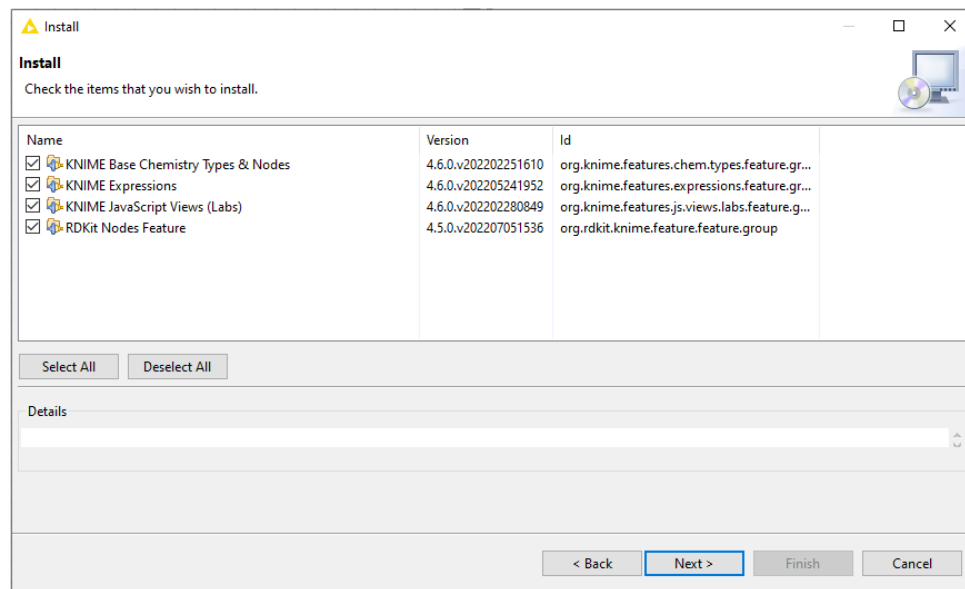 Install
Install
Check the items that you wish to install.
Name Version Id
KNIME Base Chemistry Types & Nodes 4.6.0.v202202251610 org.knime.features.chem.types.feature.gr...
KNIME Expressions 4.6.0.v202205241952 org.knime.features.expressions.feature.gr...
KNIME JavaScript Views (Labs) 4.6.0.v202202280849 org.knime.features.js.views.labs.feature.g...
RDKit Nodes Feature 4.5.0.v202207051536 org.rdkit.knime.feature.feature.group
Select All Deselect All
Details
< Back Next > Finish Cancel